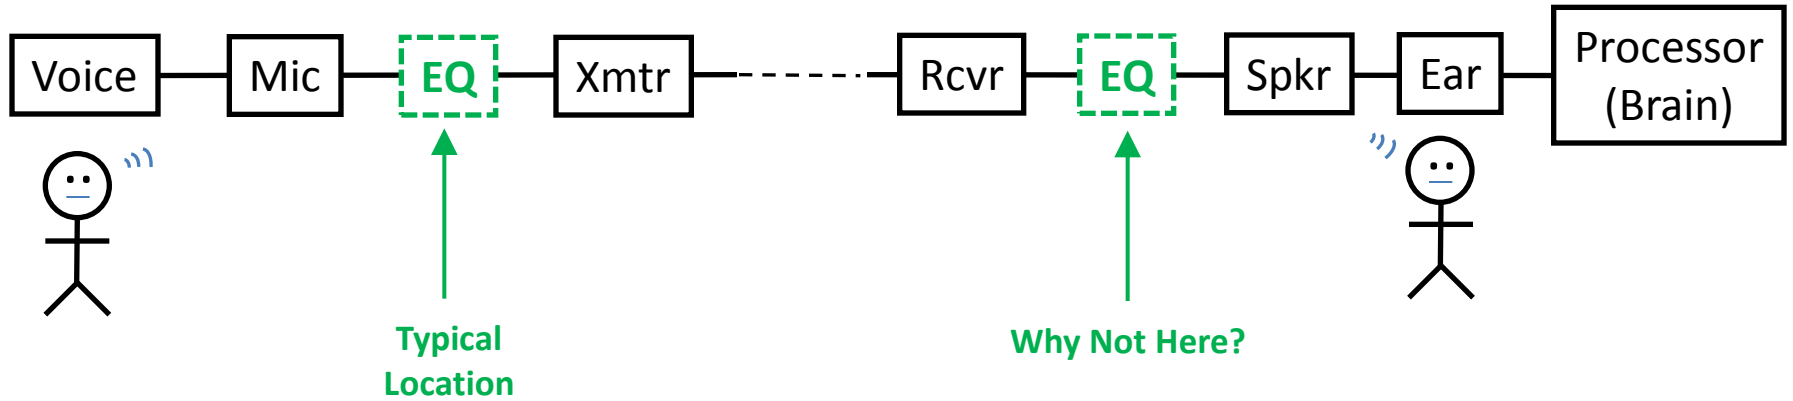 Voice
Mic
EQ
Xmtr
Rcvr
EQ
Spkr
Ear
Processor
(Brain)
Typical
Location
Why Not Here?